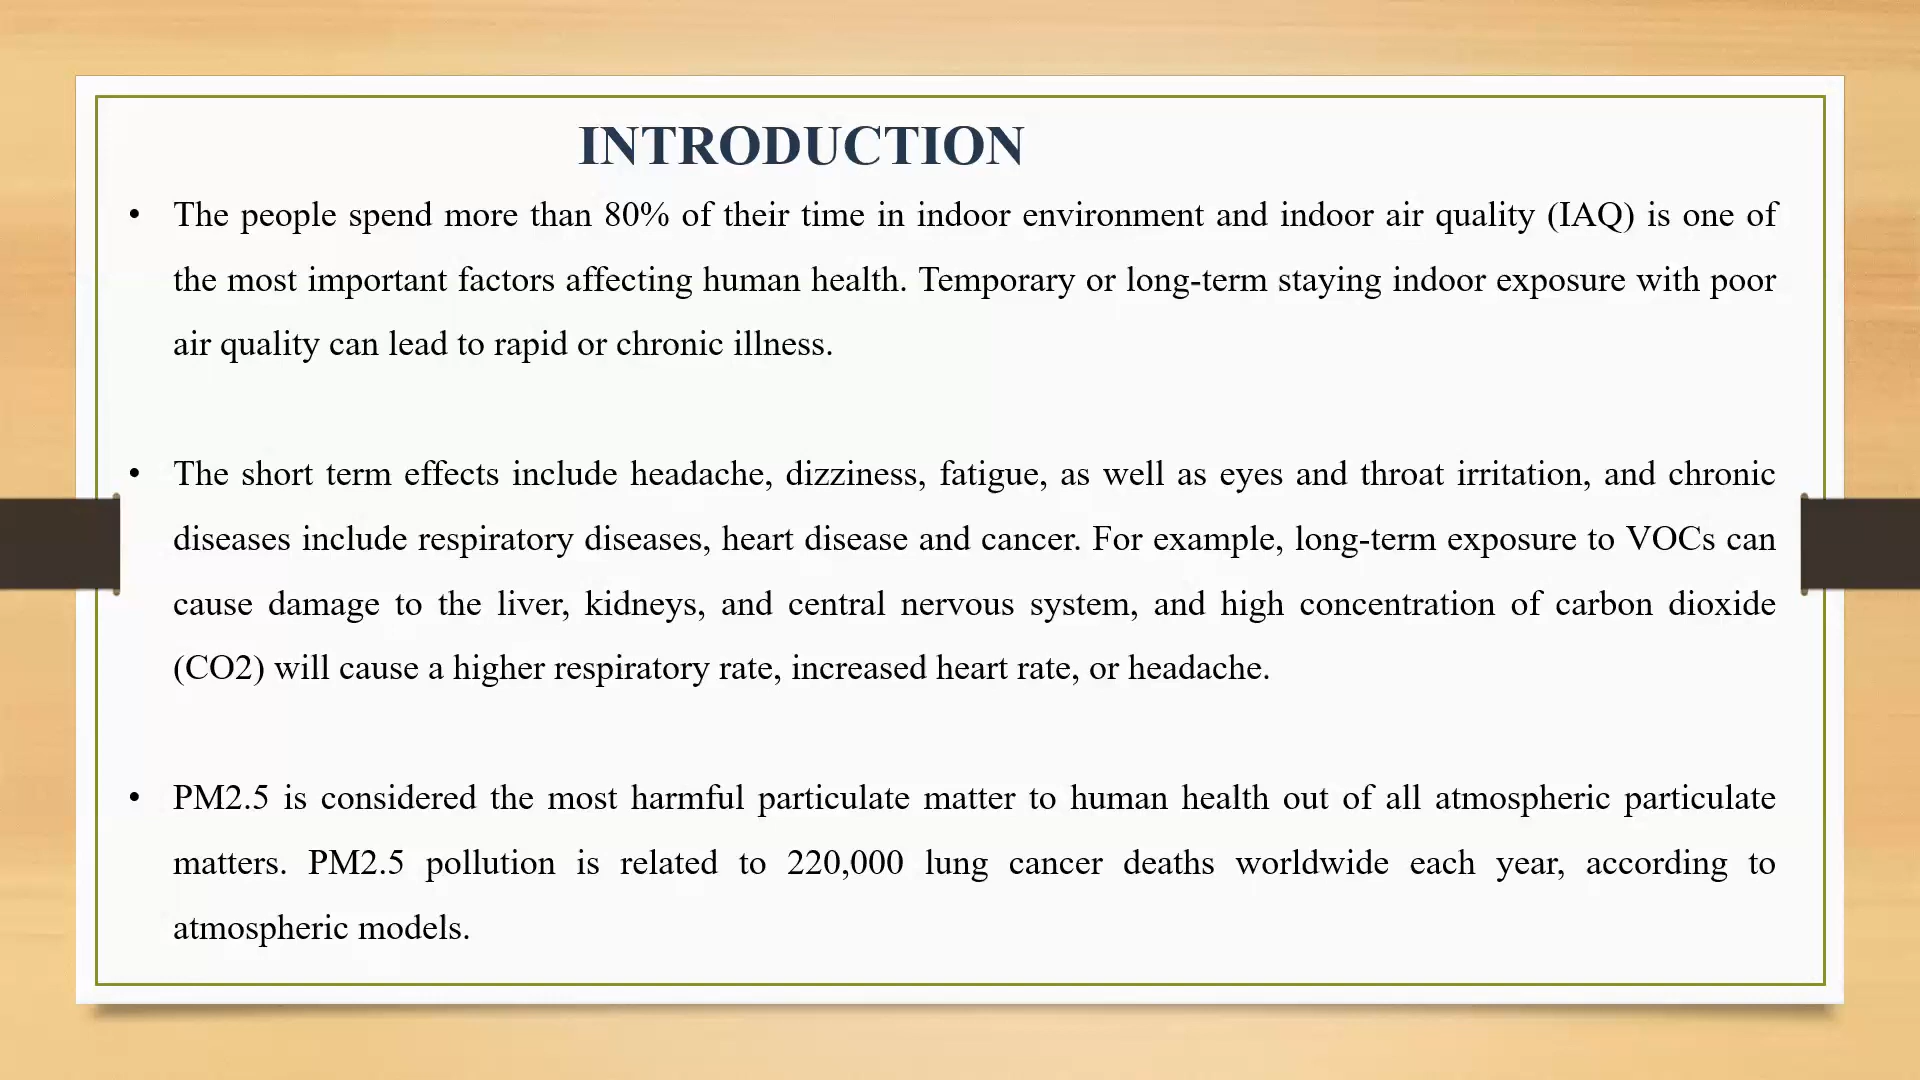 INTRODUCTION
• The people spend more than 80% of their time in indoor environment and indoor air quality (IAQ) is one of
the most important factors affecting human health. Temporary or long-term staying indoor exposure with poor
air quality can lead to rapid or chronic illness.
• The short term effects include headache, dizziness, fatigue, as well as eyes and throat irritation, and chronic
diseases include respiratory diseases, heart disease and cancer. For example, long-term exposure to VOCs can
cause damage to the liver, kidneys, and central nervous system, and high concentration of carbon dioxide
(CO2) will cause a higher respiratory rate, increased heart rate, or headache.
• PM2.5 is considered the most harmful particulate matter to human health out of all atmospheric particulate
matters. PM2.5 pollution is related to 220,000 lung cancer deaths worldwide each year, according to
atmospheric models.